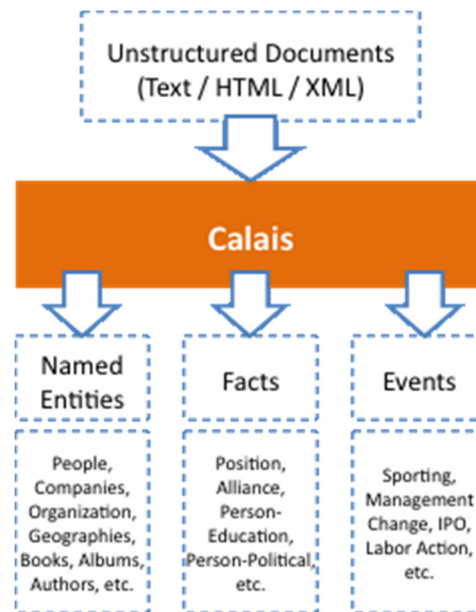 Unstructured Documents
(Text / HTML / XML)
Calais
Named
Entities
Facts
Events
People,
Companies,
Organization,
Geographies,
Books, Albums,
Authors, etc.
Position,
Alliance,
Person-
Education,
Person-Political,
etc.
Sporting,
Management
Change, IPO,
Labor Action,
etc.